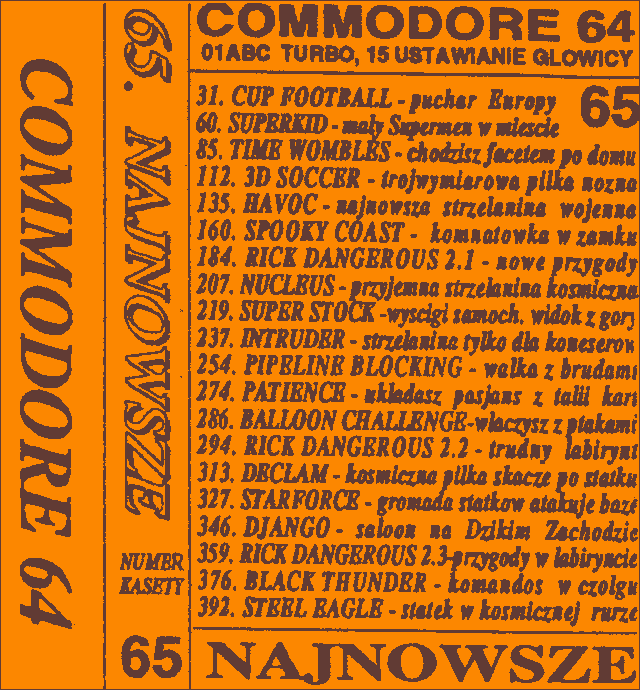 COMMODORE 64
65. NAJNOWSZE
NUMER
KASETY
65
COMMODORE 64
01ABC TURBO, 15 USTAWIANIE GLOWICY
65
31. CUP FOOTBALL - puchar Europy
60. SUPERKID - mały Supermen w miescie
85. TIME WOMBLES - chodzisz facetem po domu
112. 3D SOCCER - trojwymiarowa pilka nozna
135. HAVOC - najnowsza strzelanina wojenna
160. SPOOKY COAST - komnatowka w zamku
184. RICK DANGEROUS 2.1 - nowe przygody
207. NUCLEUS - przyjemna strzelanina kosmiczna
219. SUPER STOCK -wyscigi samoch. widok z gory
237. INTRUDER - strzelanina tylko dla koneserow
254. PIPELINE BLOCKING - walka z brudami
274. PATIENCE - ukladasz pasjans z talii kart
286. BALLOON CHALLENGE-wlaczysz z ptakami
294. RICK DANGEROUS 2.2 - trudny labirynt
313. DECLAM - kosmiczna pilka skacze po statku
327. STARFORCE - gromada statkow atakuje baze
346. DJANGO - saloon na Dzikim Zachodzie
359. RICK DANGEROUS 2.3-przygody w labiryncie
376. BLACK THUNDER - komandos w czolgu
392. STEEL EAGLE - statek w kosmicznej rurze
NAJNOWSZE